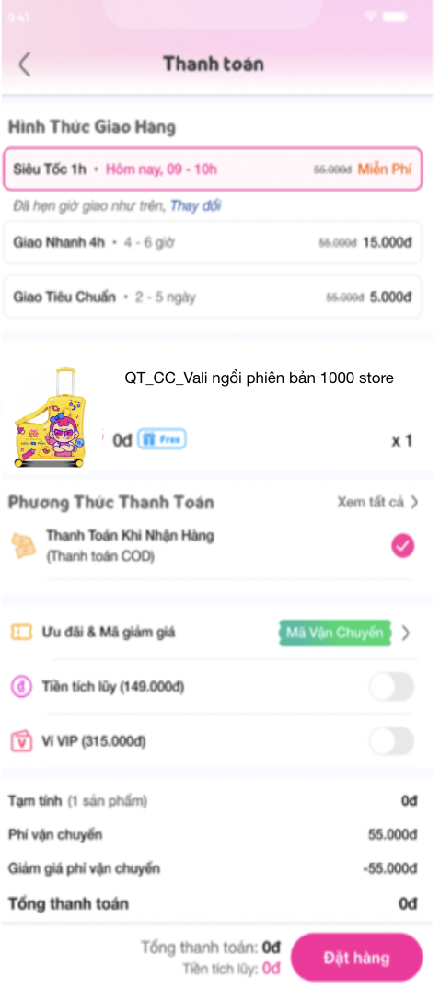 9:41
Thanh toán
Hình Thức Giao Hàng
Siêu Tốc 1h • Hôm nay, 09 - 10h 55.000đ Miễn Phí
Đã hẹn giờ giao như trên, Thay đổi
Giao Nhanh 4h • 4 - 6 giờ 55.000đ 15.000đ
Giao Tiêu Chuẩn • 2 - 5 ngày 55.000đ 5.000đ
QT_CC_Vali ngồi phiên bản 1000 store
0đ Free x 1
Phương Thức Thanh Toán Xem tất cả
Thanh Toán Khi Nhận Hàng
(Thanh toán COD)
Ưu đãi & Mã giảm giá Mã Vận Chuyển
đ Tiền tích lũy (149.000đ)
V Ví VIP (315.000đ)
Tạm tính (1 sản phẩm) 0đ
Phí vận chuyển 55.000đ
Giảm giá phí vận chuyển -55.000đ
Tổng thanh toán 0đ
Tổng thanh toán: 0đ
Tiền tích lũy: 0đ
Đặt hàng